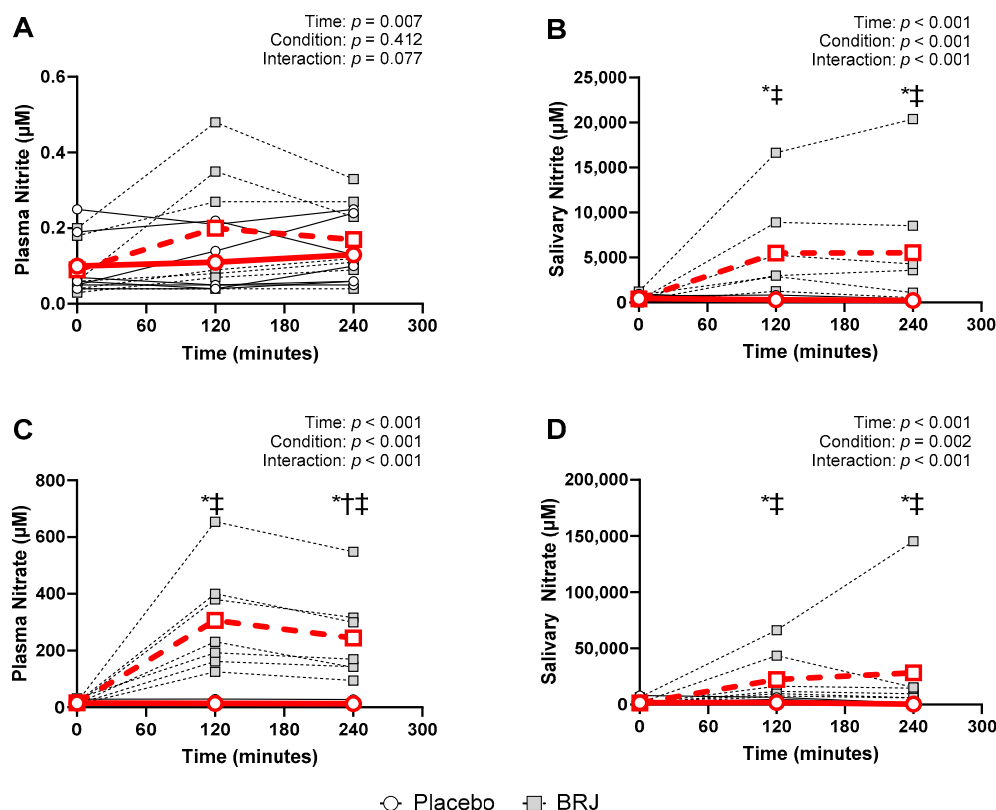 A
Time: p = 0.007
Condition: p = 0.412
Interaction: p = 0.077
Plasma Nitrite (µM)
0.6
0.4
0.2
0.0
0 60 120 180 240 300
Time (minutes)
B
Time: p < 0.001
Condition: p < 0.001
Interaction: p < 0.001
Salivary Nitrite (µM)
25,000
20,000
15,000
10,000
5,000
0
*‡ *‡
0 60 120 180 240 300
Time (minutes)
C
Time: p < 0.001
Condition: p < 0.001
Interaction: p < 0.001
Plasma Nitrate (µM)
800
600
400
200
0
*‡ *†‡
0 60 120 180 240 300
Time (minutes)
D
Time: p < 0.001
Condition: p = 0.002
Interaction: p < 0.001
Salivary Nitrate (µM)
200,000
150,000
100,000
50,000
0
*‡ *‡
0 60 120 180 240 300
Time (minutes)
Placebo BRJ